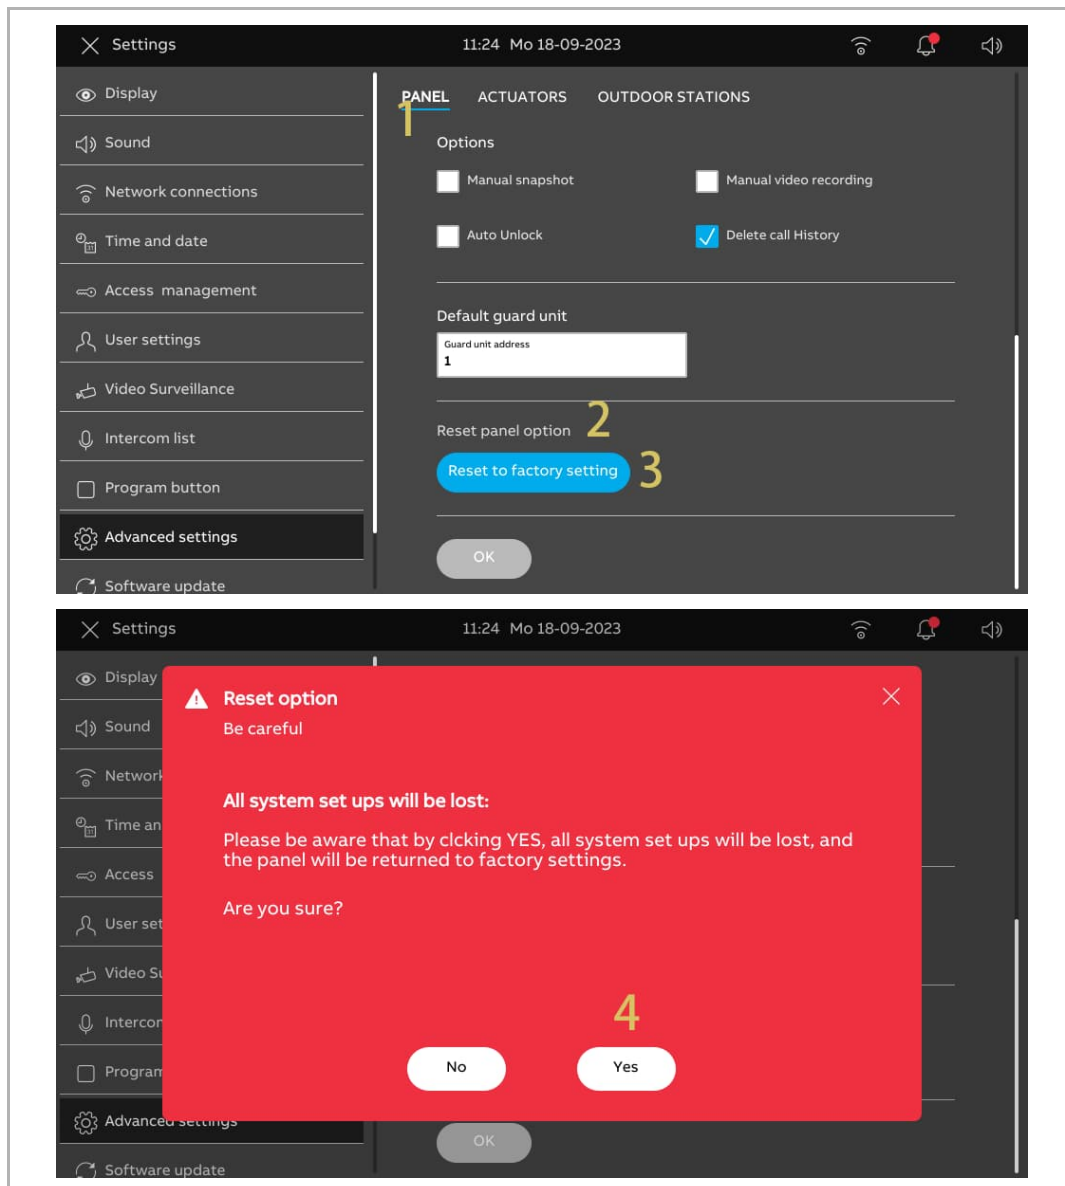 Settings
11:24 Mo 18-09-2023
Display
Sound
Network connections
Time and date
Access management
User settings
Video Surveillance
Intercom list
Program button
Advanced settings
Software update
PANEL ACTUATORS OUTDOOR STATIONS
1
Options
Manual snapshot
Manual video recording
Auto Unlock
Delete call History
Default guard unit
Guard unit address
1
Reset panel option 2
Reset to factory setting 3
OK
Settings
11:24 Mo 18-09-2023
Display
Sound
Network
Time an
Access
User set
Video Su
Intercon
Program
Advanced settings
Software update
Reset option
Be careful
All system set ups will be lost:
Please be aware that by clcking YES, all system set ups will be lost, and
the panel will be returned to factory settings.
Are you sure?
4
No
Yes
OK